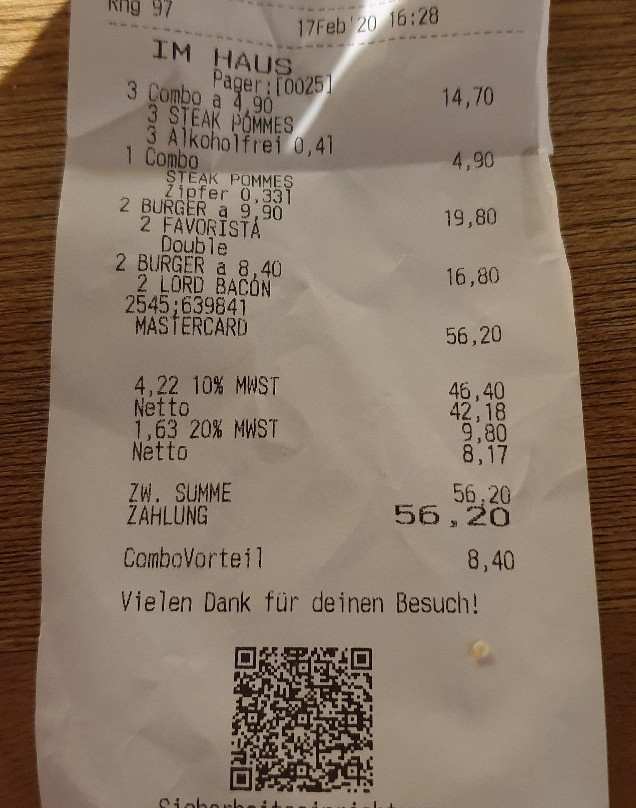 Rng 97
17Feb'20 16:28
IM HAUS
Pager:[0025]
3 Combo a 4,90 14,70
3 STEAK POMMES
3 Alkoholfrei 0,4l
1 Combo 4,90
STEAK POMMES
Zipfer 0,33l
2 BURGER a 9,90 19,80
2 FAVORISTA
Double
2 BURGER a 8,40 16,80
2 LORD BACON
2545;639841
MASTERCARD 56,20
4,22 10% MWST 46,40
Netto 42,18
1,63 20% MWST 9,80
Netto 8,17
ZW. SUMME 56,20
ZAHLUNG 56,20
ComboVorteil 8,40
Vielen Dank für deinen Besuch!